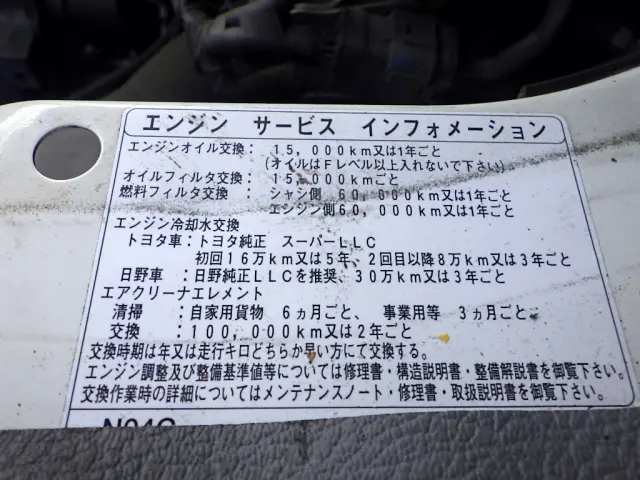 エンジン サービス インフォメーション
エンジンオイル交換： 15，000km又は1年ごと
(オイルはFレベル以上入れないで下さい)。
オイルフィルタ交換： 15，000kmごと
燃料フィルタ交換： シャシ側 60，000km又は1年ごと
エンジン側60，000km又は1年ごと
エンジン冷却水交換
トヨタ車：トヨタ純正 スーパーLLC
初回16万km又は5年、2回目以降8万km又は3年ごと
日野車：日野純正LLCを推奨、30万km又は3年ごと
エアクリーナエレメント
清掃 ：自家用貨物 6ヵ月ごと、 事業用等 3ヵ月ごと
交換 ：100，000km又は2年ごと
交換時期は年又は走行キロどちらか早い方にて交換する。
エンジン調整及び整備基準値等については修理書・構造説明書・整備解説書を御覧下さい。
交換作業時の詳細についてはメンテナンスノート・修理書・取扱説明書を御覧下さい。
N04C